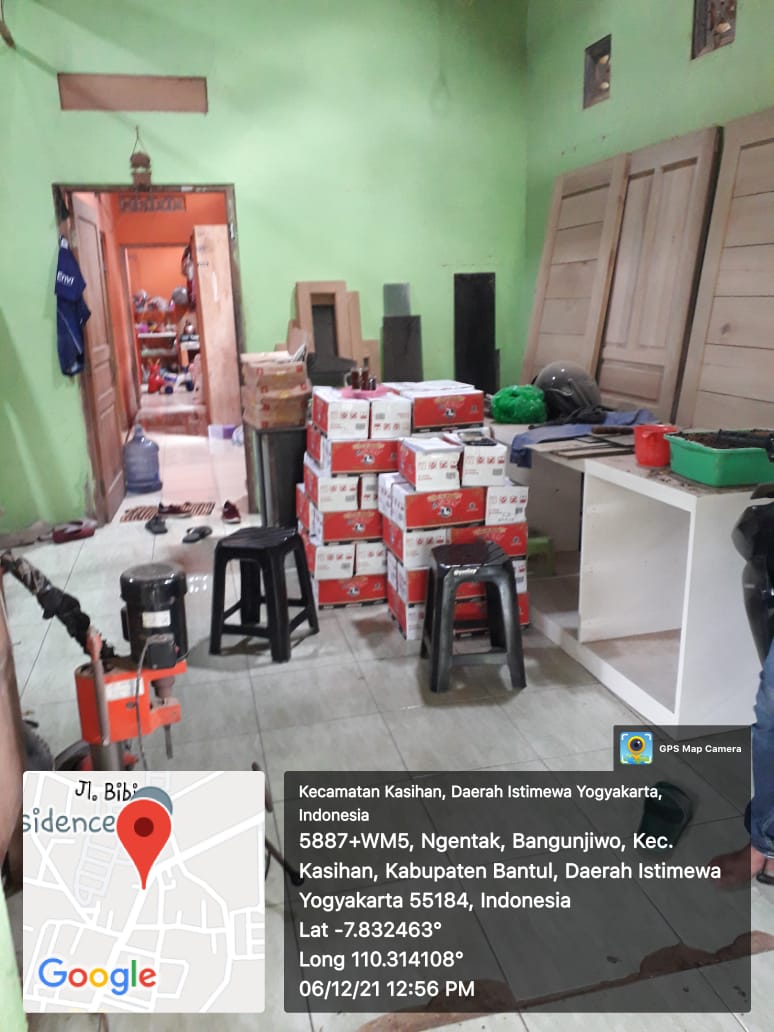 Envi
GPS Map Camera
Jl. Bibi
sidence
Google
Kecamatan Kasihan, Daerah Istimewa Yogyakarta,
Indonesia
5887+WM5, Ngentak, Bangunjiwo, Kec.
Kasihan, Kabupaten Bantul, Daerah Istimewa
Yogyakarta 55184, Indonesia
Lat -7.832463°
Long 110.314108°
06/12/21 12:56 PM